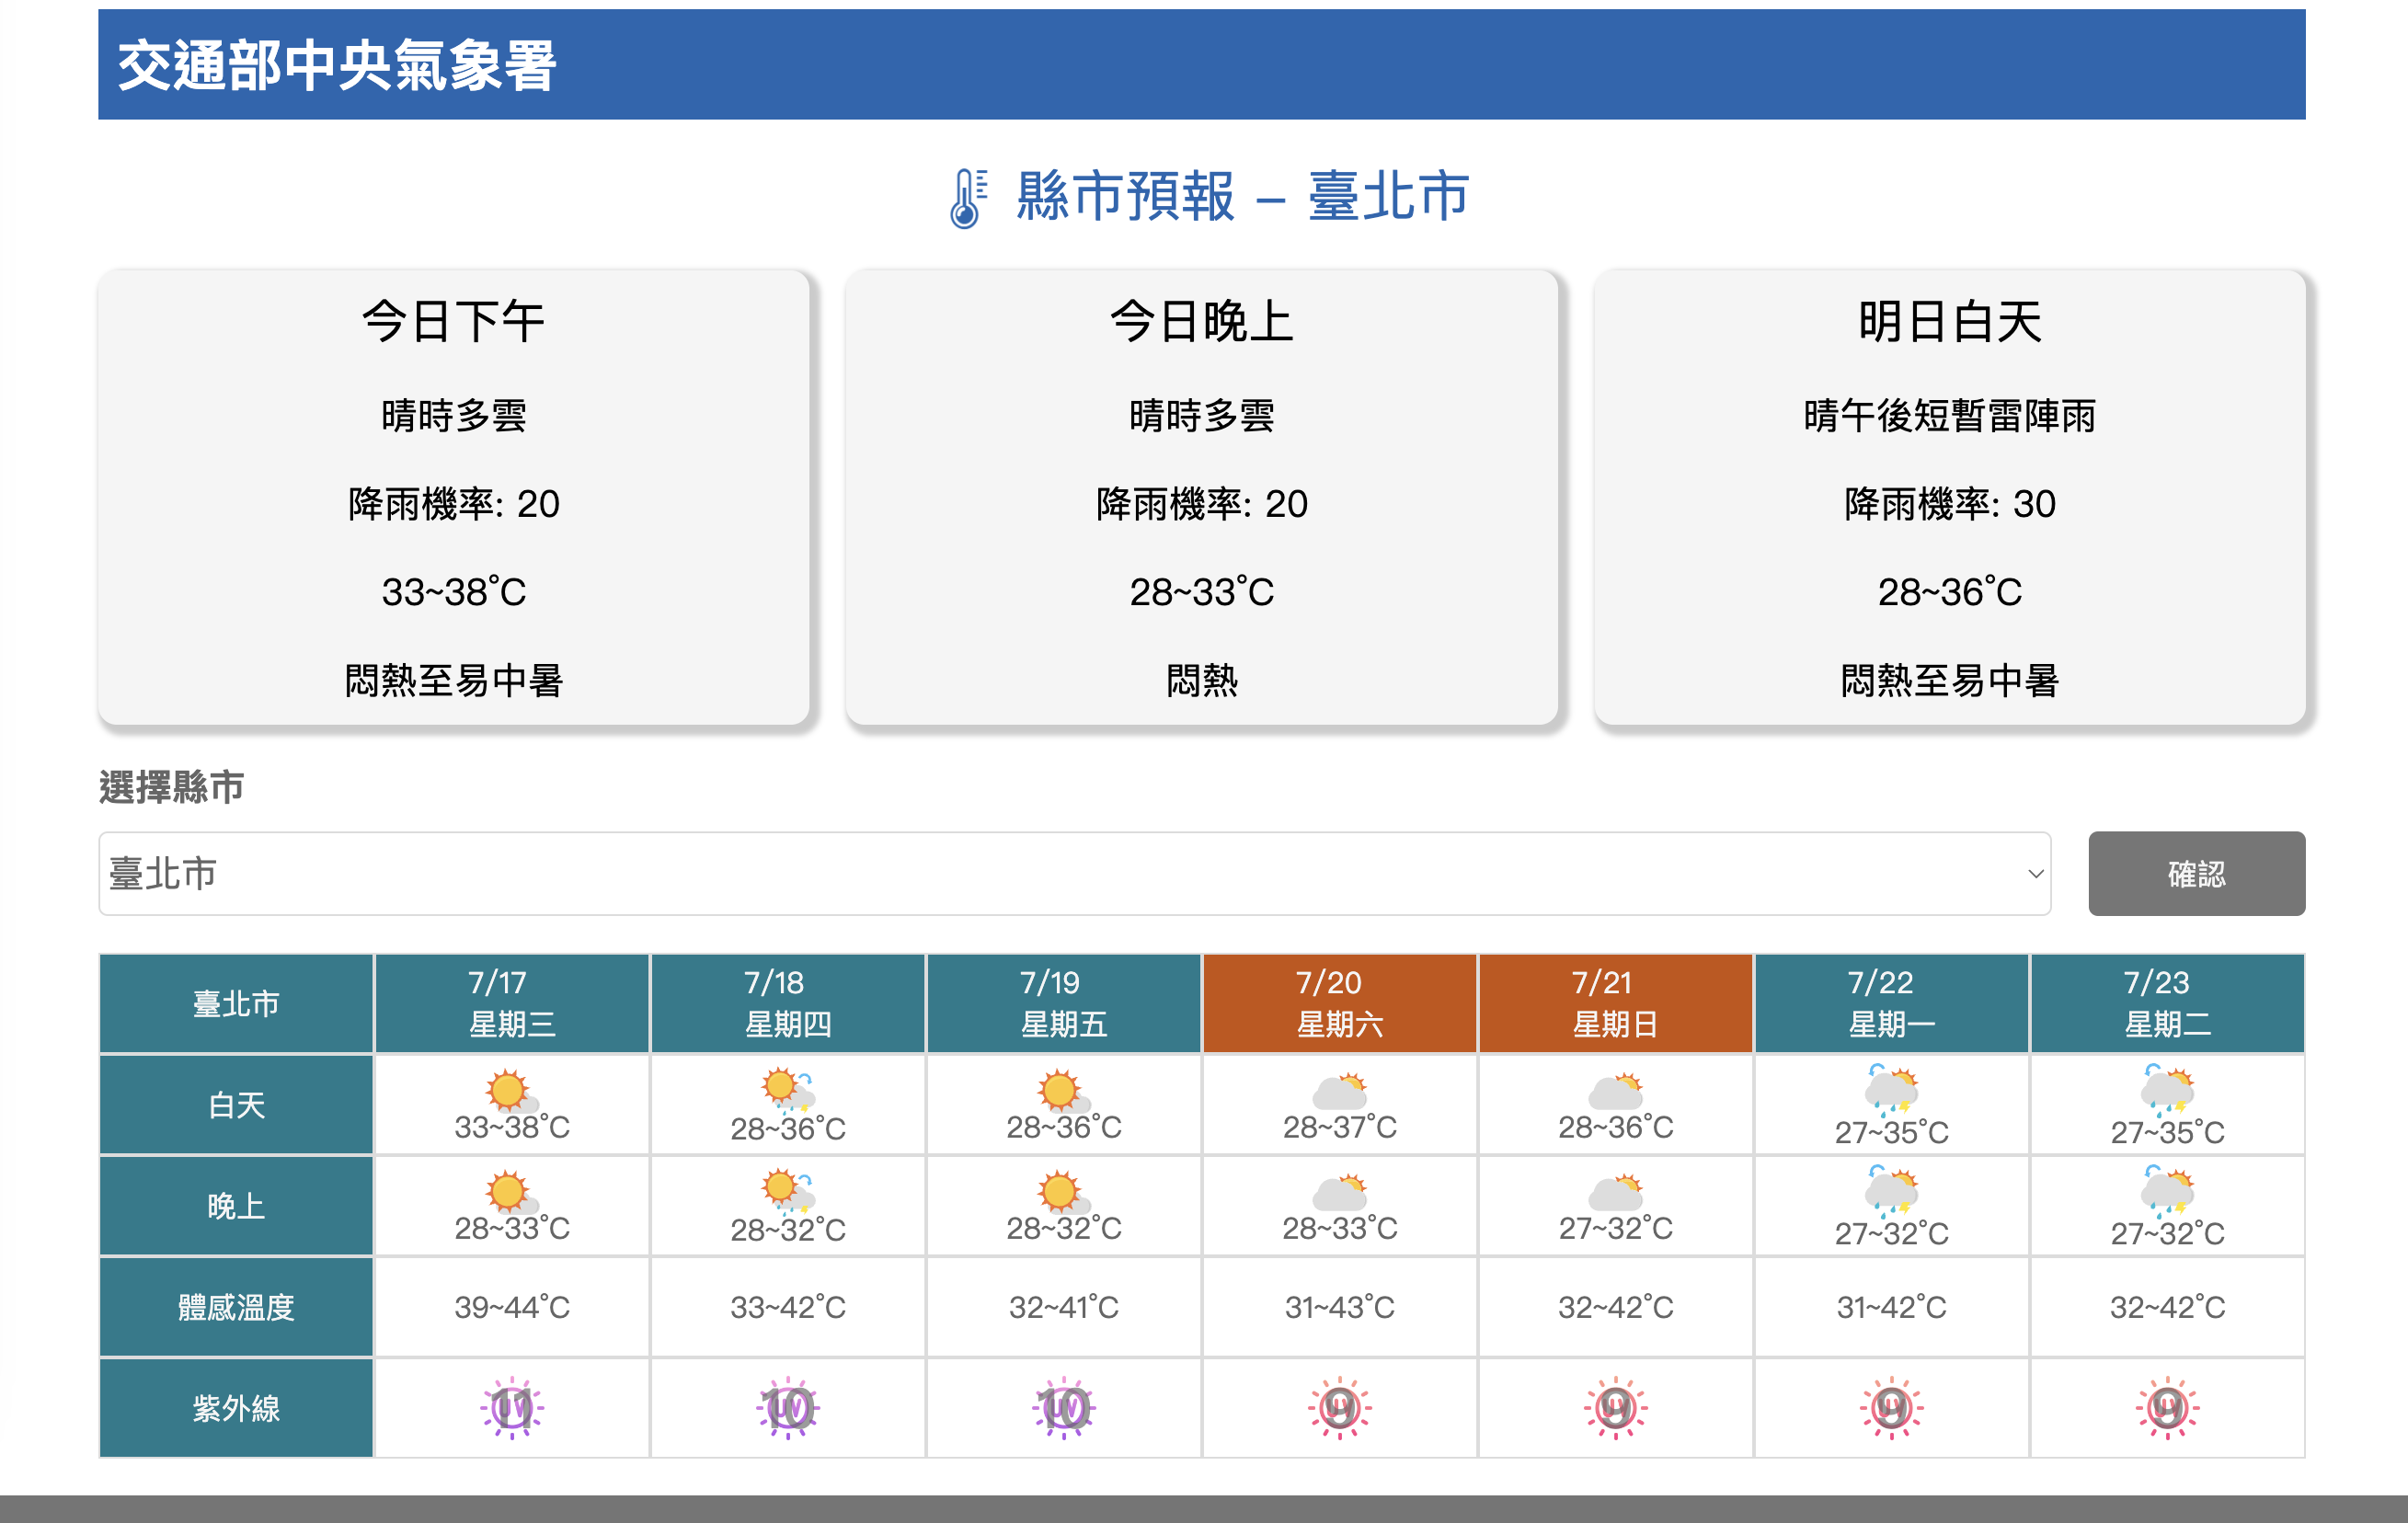 交通部中央氣象署
縣市預報 – 臺北市
今日下午
晴時多雲
降雨機率: 20
33~38°C
悶熱至易中暑
今日晚上
晴時多雲
降雨機率: 20
28~33°C
悶熱
明日白天
晴午後短暫雷陣雨
降雨機率: 30
28~36°C
悶熱至易中暑
選擇縣市
臺北市
確認
臺北市
7/17
星期三
7/18
星期四
7/19
星期五
7/20
星期六
7/21
星期日
7/22
星期一
7/23
星期二
白天
33~38°C
28~36°C
28~36°C
28~37°C
28~36°C
27~35°C
27~35°C
晚上
28~33°C
28~32°C
28~32°C
28~33°C
27~32°C
27~32°C
27~32°C
體感溫度
39~44°C
33~42°C
32~41°C
31~43°C
32~42°C
31~42°C
32~42°C
紫外線
UV 11
UV 10
UV 10
UV 9
UV 9
UV 9
UV 9